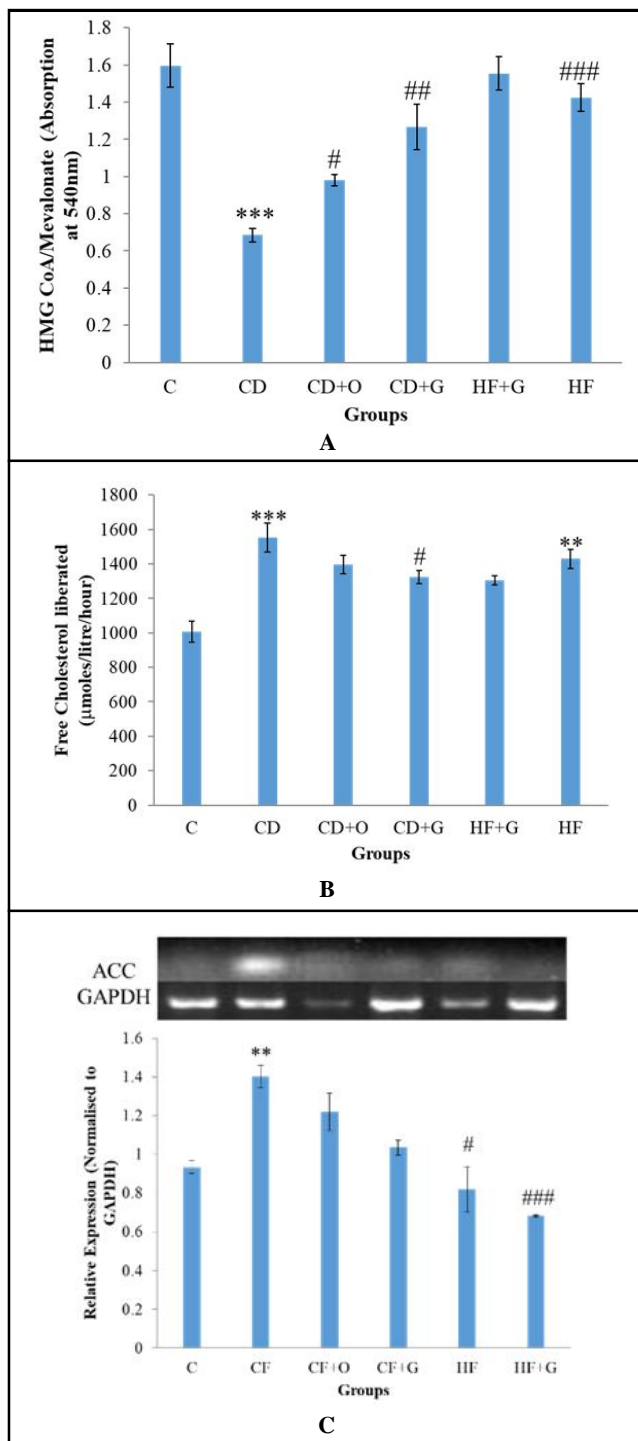 HMG CoA/Mevalonate (Absorption
at 540nm)
1.8
1.6
1.4
1.2
1
0.8
0.6
0.4
0.2
0
***
#
##
###
C CD CD+O CD+G HF+G HF
Groups
A
Free Cholesterol liberated
(µmoles/litre/hour)
1800
1600
1400
1200
1000
800
600
400
200
0
***
#
**
C CD CD+O CD+G HF+G HF
Groups
B
ACC
GAPDH
Relative Expression (Normalised to
GAPDH)
1.6
1.4
1.2
1
0.8
0.6
0.4
0.2
0
**
#
###
C CF CF+O CF+G HF HF+G
Groups
C